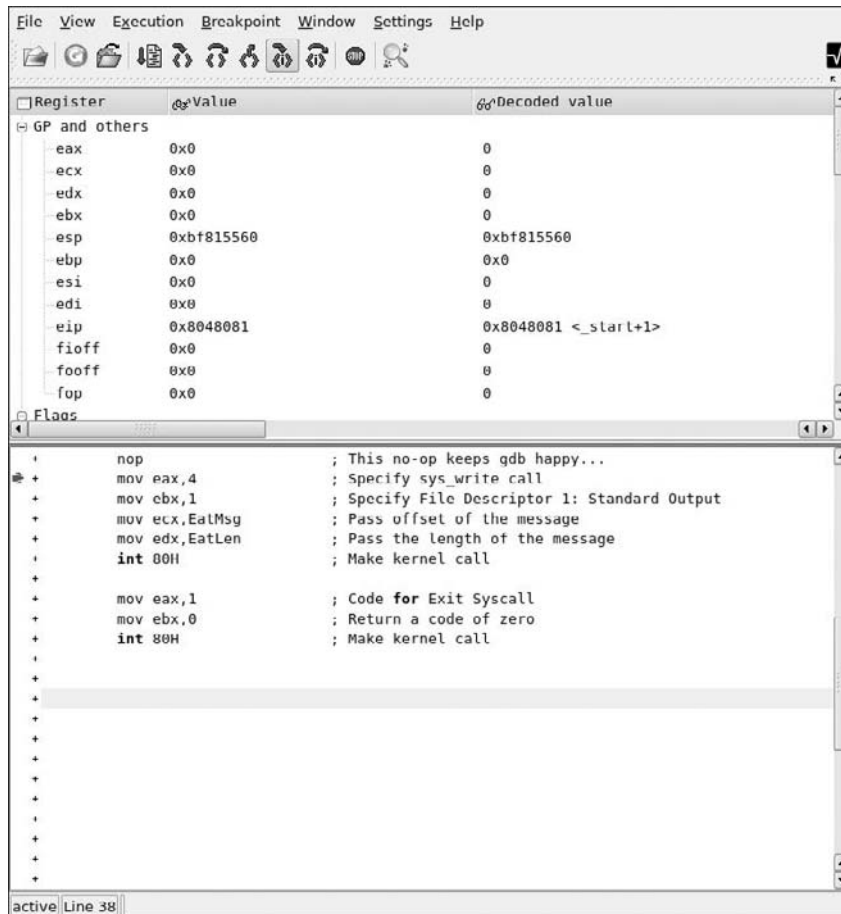 File View Execution Breakpoint Window Settings Help
STOP
Register Value Decoded value
GP and others
eax 0x0 0
ecx 0x0 0
edx 0x0 0
ebx 0x0 0
esp 0xbf815560 0xbf815560
ebp 0x0 0x0
esi 0x0 0
edi 0x0 0
eip 0x8048081 0x8048081 <_start+1>
fioff 0x0 0
fooff 0x0 0
fop 0x0 0
Flags
+ nop ; This no-op keeps gdb happy...
+ mov eax,4 ; Specify sys_write call
+ mov ebx,1 ; Specify File Descriptor 1: Standard Output
+ mov ecx,EatMsg ; Pass offset of the message
+ mov edx,EatLen ; Pass the length of the message
+ int 80H ; Make kernel call
+
+ mov eax,1 ; Code for Exit Syscall
+ mov ebx,0 ; Return a code of zero
+ int 80H ; Make kernel call
+
+
+
+
+
+
+
+
+
+
+
+
active Line 38